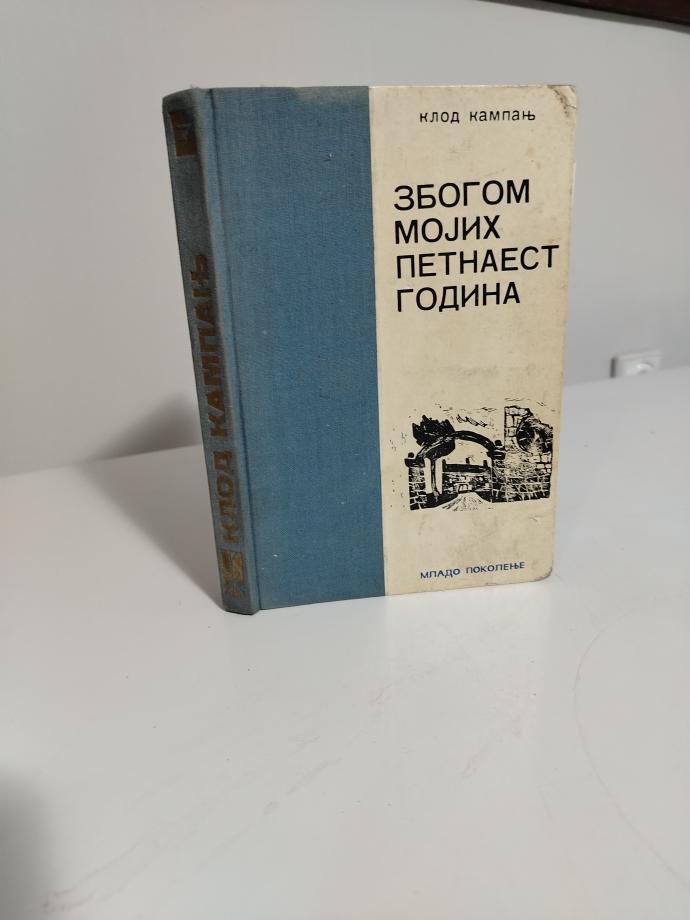 КЛОД КАМПАЊ
клод кампањ
ЗБОГОМ
МОЈИХ
ПЕТНАЕСТ
ГОДИНА
МЛАДО ПОКОЛЕЊЕ